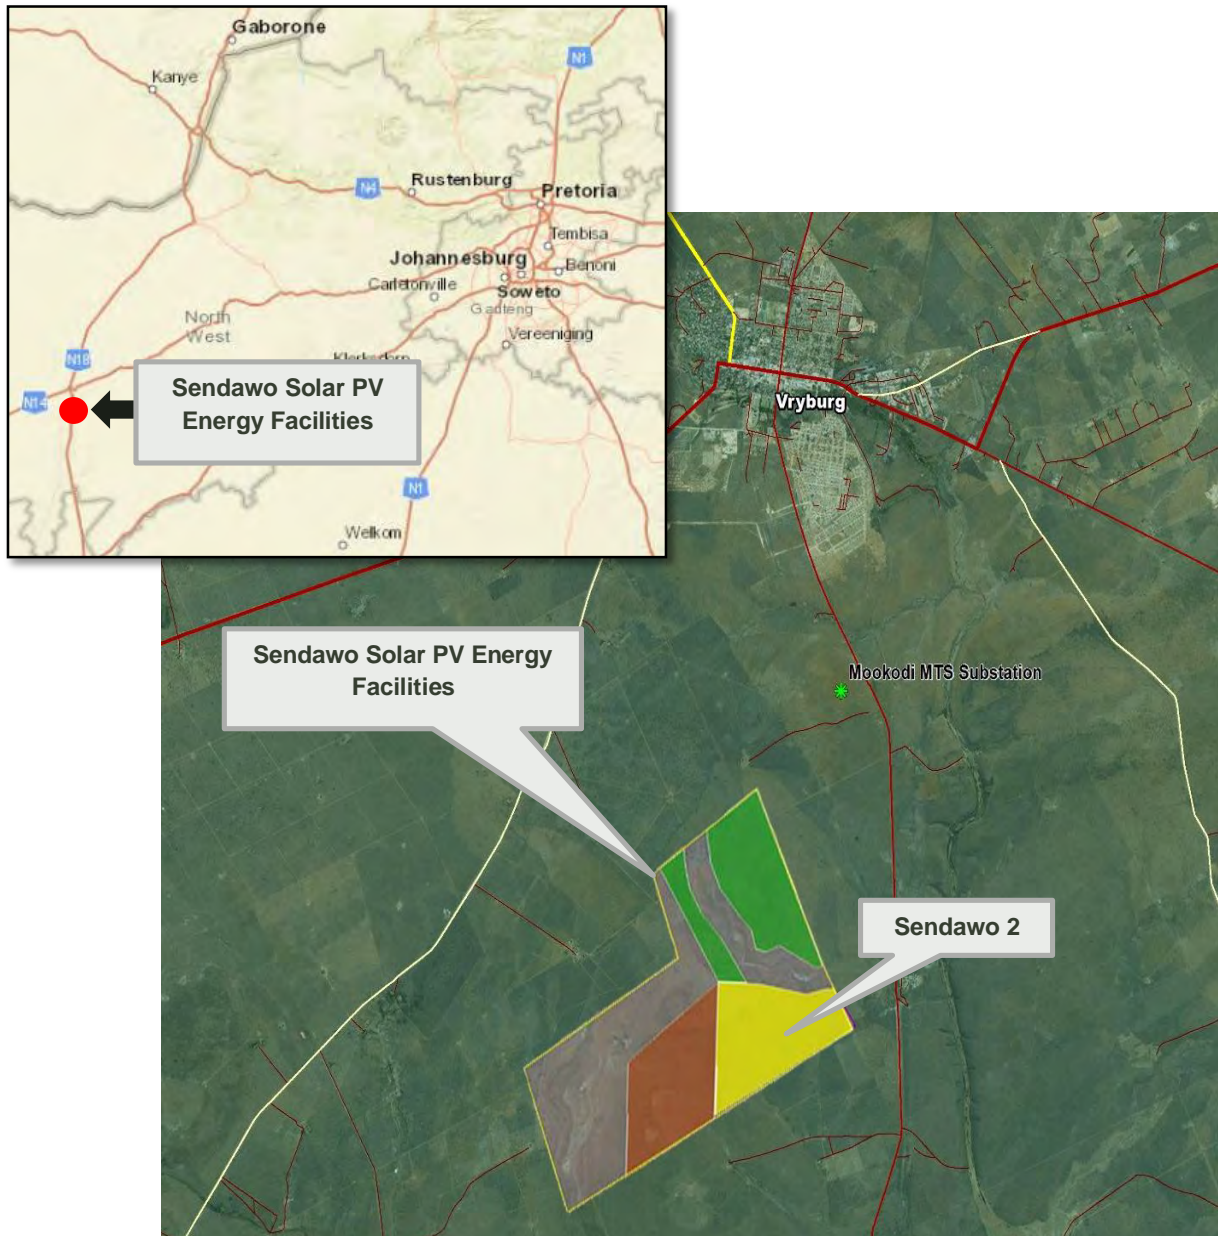 Gaborone
Kanye
N1
N4
Rustenburg
Pretoria
Tembisa
Johannesburg
Benoni
Carletonville
Soweto
Gauteng
North
West
Vereeniging
Klerksdorp
N18
N14
Sendawo Solar PV
Energy Facilities
N1
Welkom
Vryburg
Sendawo Solar PV Energy
Facilities
Mookodi MTS Substation
Sendawo 2